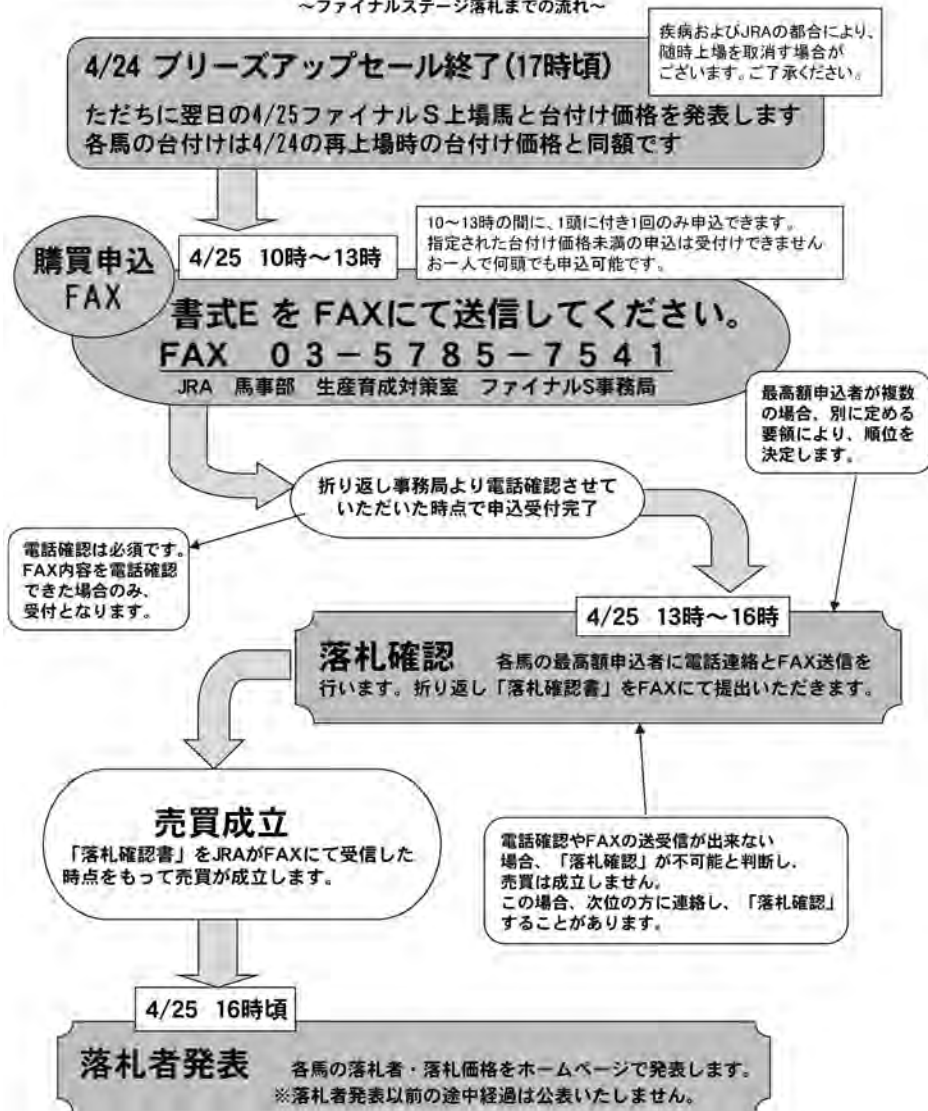 ~ファイナルステージ落札までの流れ~
疾病およびJRAの都合により、
随時上場を取消す場合が
ございます。ご了承ください。
4/24 ブリーズアップセール終了(17時頃)
ただちに翌日の4/25ファイナルS上場馬と台付け価格を発表します
各馬の台付けは4/24の再上場時の台付け価格と同額です
10~13時の間に、1頭に付き1回のみ申込できます。
指定された台付け価格未満の申込は受付けできません
お一人で何頭でも申込可能です。
購買申込
FAX
4/25 10時~13時
書式E を FAXにて送信してください。
FAX 03-5785-7541
JRA 馬事部 生産育成対策室 ファイナルS事務局
最高額申込者が複数
の場合、別に定める
要領により、順位を
決定します。
折り返し事務局より電話確認させて
いただいた時点で申込受付完了
電話確認は必須です。
FAX内容を電話確認
できた場合のみ、
受付となります。
4/25 13時~16時
落札確認 各馬の最高額申込者に電話連絡とFAX送信を
行います。折り返し「落札確認書」をFAXにて提出いただきます。
売買成立
「落札確認書」をJRAがFAXにて受信した
時点をもって売買が成立します。
電話確認やFAXの送受信が出来ない
場合、「落札確認」が不可能と判断し、
売買は成立しません。
この場合、次位の方に連絡し、「落札確認」
することがあります。
4/25 16時頃
落札者発表 各馬の落札者・落札価格をホームページで発表します。
※落札者発表以前の途中経過は公表いたしません。